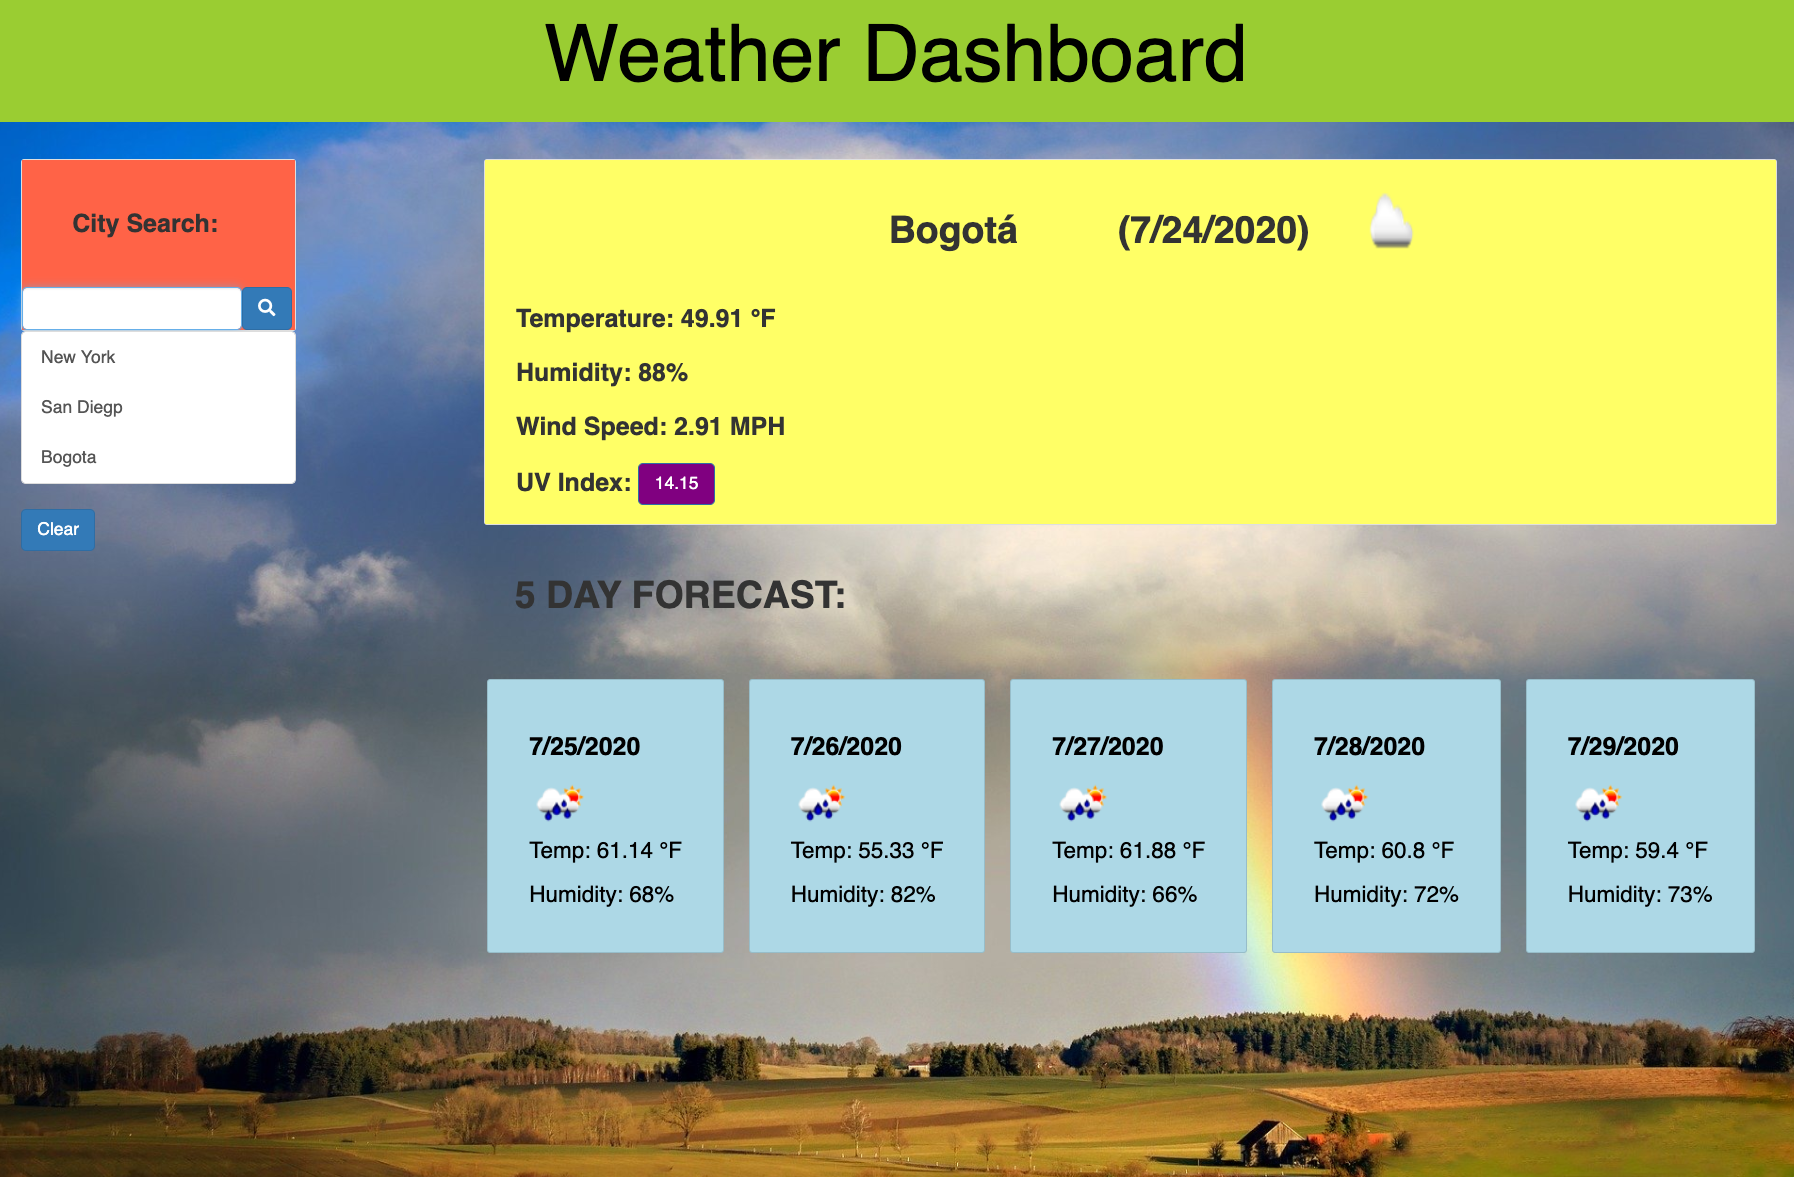 Weather Dashboard
City Search:
New York
San Diegp
Bogota
Clear
Bogotá (7/24/2020)
Temperature: 49.91 °F
Humidity: 88%
Wind Speed: 2.91 MPH
UV Index: 14.15
5 DAY FORECAST:
7/25/2020
Temp: 61.14 °F
Humidity: 68%
7/26/2020
Temp: 55.33 °F
Humidity: 82%
7/27/2020
Temp: 61.88 °F
Humidity: 66%
7/28/2020
Temp: 60.8 °F
Humidity: 72%
7/29/2020
Temp: 59.4 °F
Humidity: 73%